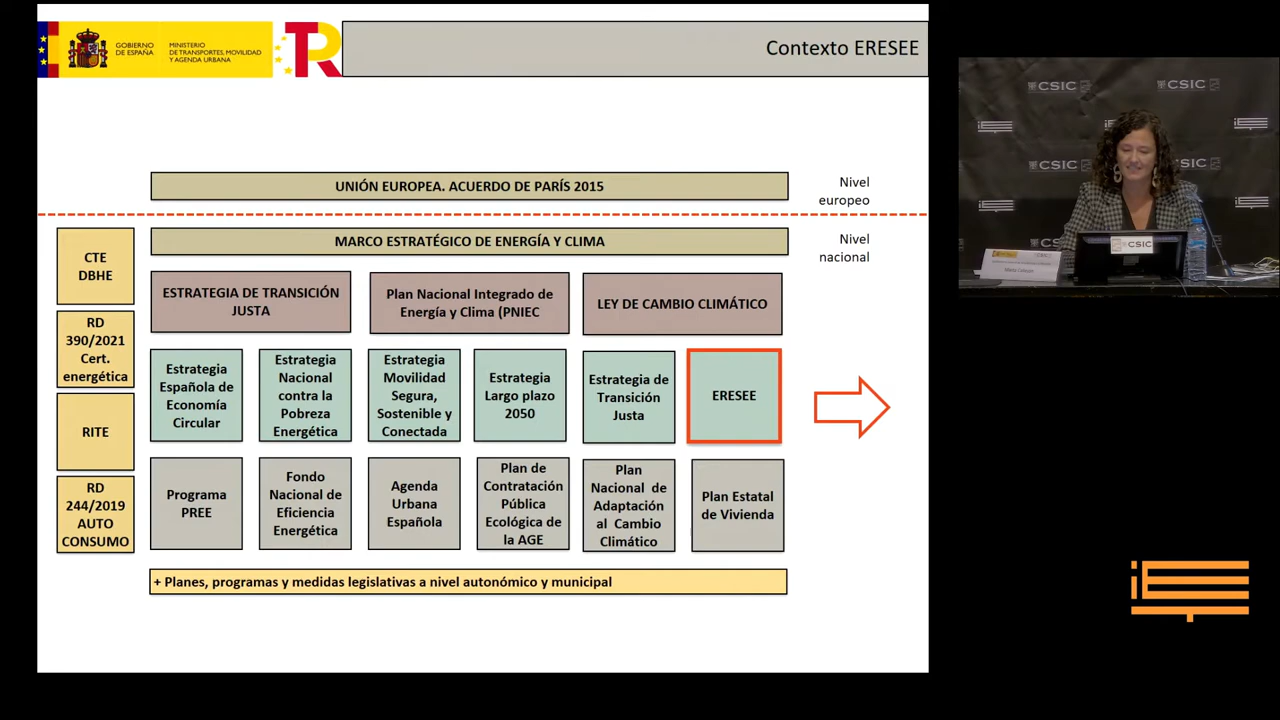 GOBIERNO
DE ESPAÑA
MINISTERIO
DE TRANSPORTES, MOVILIDAD
Y AGENDA URBANA
TR
Contexto ERESEE
UNIÓN EUROPEA. ACUERDO DE PARÍS 2015
Nivel
europeo
MARCO ESTRATÉGICO DE ENERGÍA Y CLIMA
Nivel
nacional
CTE
DBHE
RD
390/2021
Cert.
energética
RITE
RD
244/2019
AUTO
CONSUMO
ESTRATEGIA DE TRANSICIÓN
JUSTA
Plan Nacional Integrado de
Energía y Clima (PNIEC
LEY DE CAMBIO CLIMÁTICO
Estrategia
Española de
Economía
Circular
Estrategia
Nacional
contra la
Pobreza
Energética
Estrategia
Movilidad
Segura,
Sostenible y
Conectada
Estrategia
Largo plazo
2050
Estrategia de
Transición
Justa
ERESEE
Programa
PREE
Fondo
Nacional de
Eficiencia
Energética
Agenda
Urbana
Española
Plan de
Contratación
Pública
Ecológica de
la AGE
Plan
Nacional de
Adaptación
al Cambio
Climático
Plan Estatal
de Vivienda
+ Planes, programas y medidas legislativas a nivel autonómico y municipal
CSIC
CSIC
CSIC
CSIC
CSIC